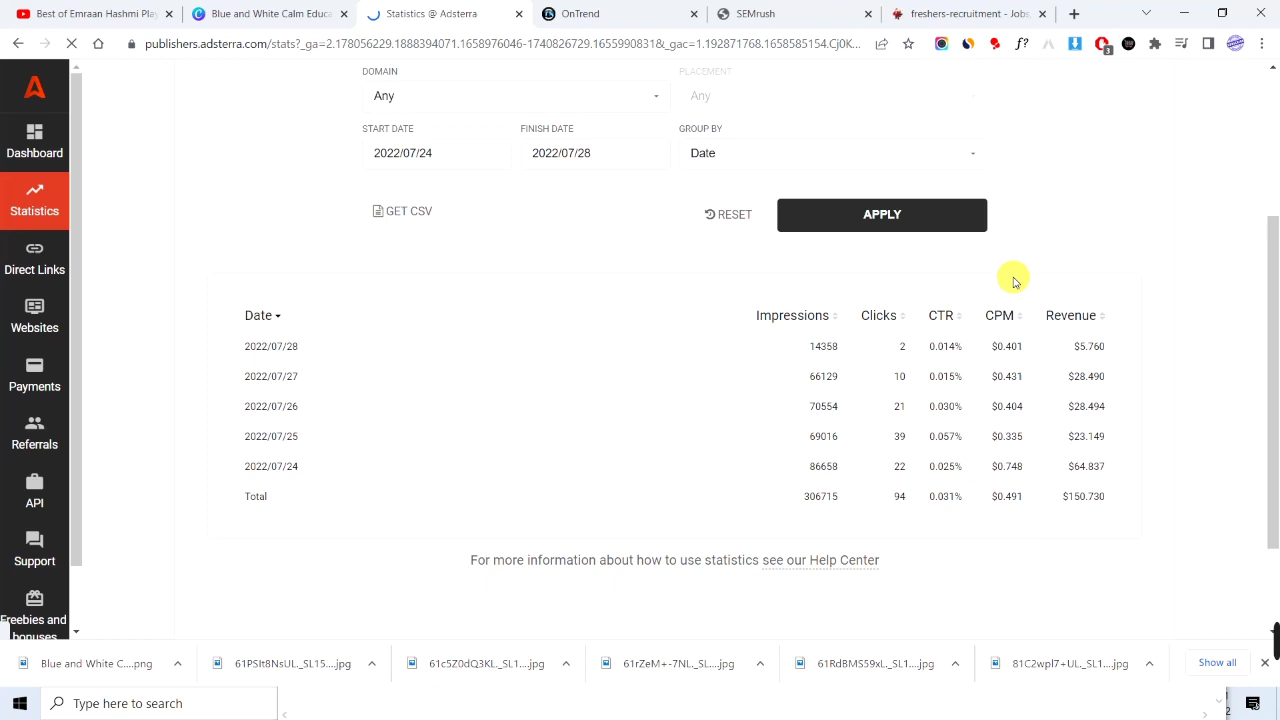 Best of Emraan Hashmi Play
Blue and White Calm Educa
Statistics @ Adsterra
OnTrend
SEMrush
freshers-recruitment - Jobs,
publishers.adsterra.com/stats?_ga=2.178056229.1888334071.1658976046-1740826729.1655990831&_gac=1.192871768.1658585154.Cj0K...
f?
3
DOMAIN PLACEMENT
Any Any
START DATE FINISH DATE GROUP BY
2022/07/24 2022/07/28 Date
GET CSV RESET APPLY
Dashboard
Statistics
Direct Links
Websites
Payments
Referrals
API
Support
Freebies and
bonuses
Date Impressions Clicks CTR CPM Revenue
2022/07/28 14358 2 0.014% $0.401 $5.760
2022/07/27 66129 10 0.015% $0.431 $28.490
2022/07/26 70554 21 0.030% $0.404 $28.494
2022/07/25 69016 39 0.057% $0.335 $23.149
2022/07/24 86658 22 0.025% $0.748 $64.837
Total 306715 94 0.031% $0.491 $150.730
For more information about how to use statistics see our Help Center
Blue and White C....png
61PSIt8NsUL._SL15....jpg
61c5Z0dQ3KL._SL1....jpg
61rZeM+-7NL._SL....jpg
61RdBMS59xL._SL1....jpg
81C2wpI7+UL._SL1....jpg
Show all
Type here to search